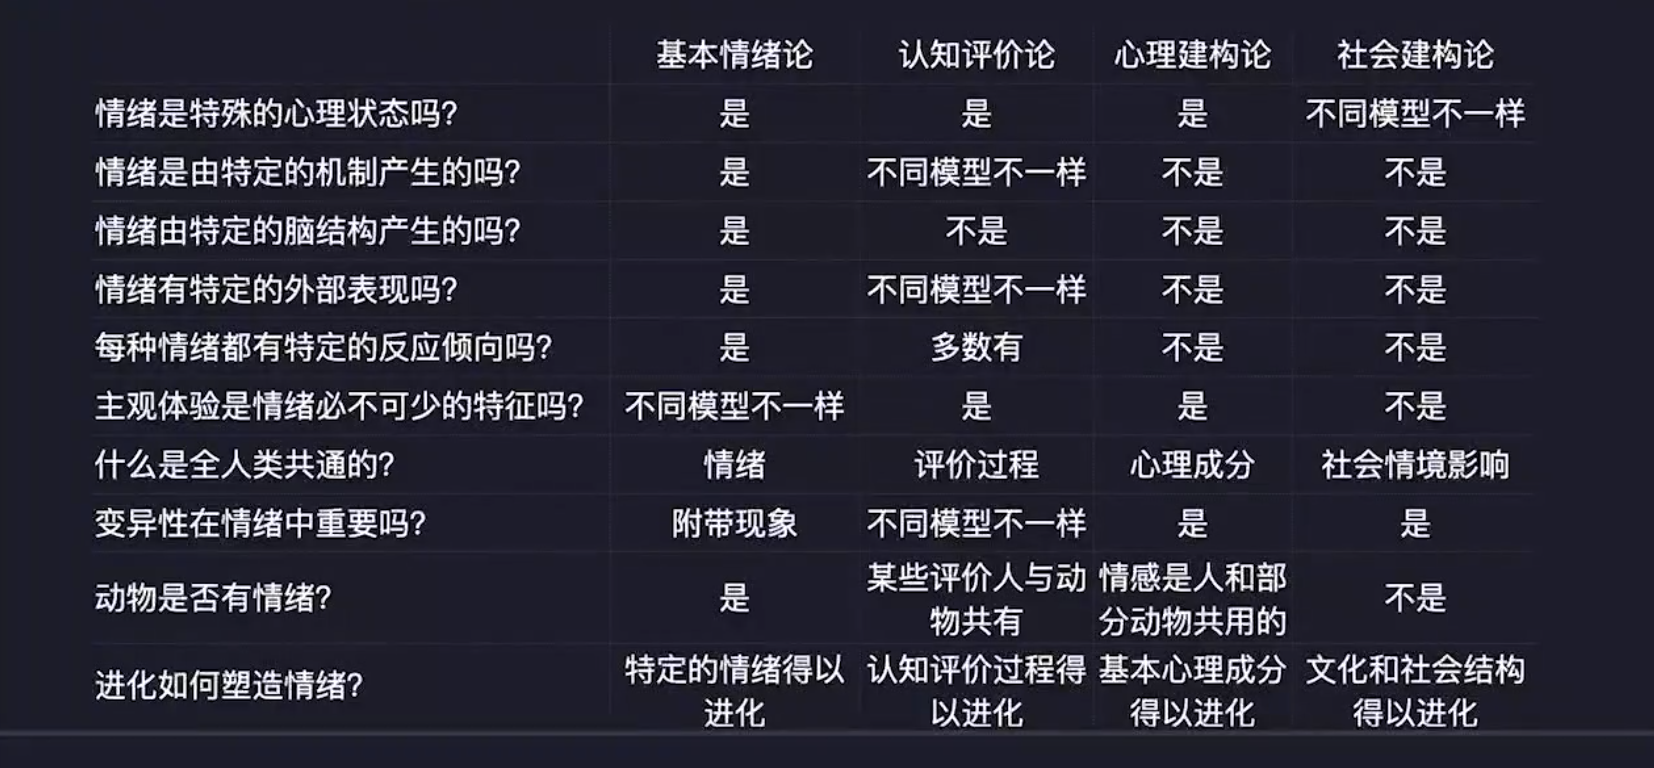 基本情绪论 认知评价论 心理建构论 社会建构论
情绪是特殊的心理状态吗? 是 是 是 不同模型不一样
情绪是由特定的机制产生的吗? 是 不同模型不一样 不是 不是
情绪由特定的脑结构产生的吗? 是 不是 不是 不是
情绪有特定的外部表现吗? 是 不同模型不一样 不是 不是
每种情绪都有特定的反应倾向吗? 是 多数有 不是 不是
主观体验是情绪必不可少的特征吗? 不同模型不一样 是 是 不是
什么是全人类共通的? 情绪 评价过程 心理成分 社会情境影响
变异性在情绪中重要吗? 附带现象 不同模型不一样 是 是
动物是否有情绪? 是 某些评价人与动物共有 情感是人和部分动物共用的 不是
进化如何塑造情绪? 特定的情绪得以进化 认知评价过程得以进化 基本心理成分得以进化 文化和社会结构得以进化